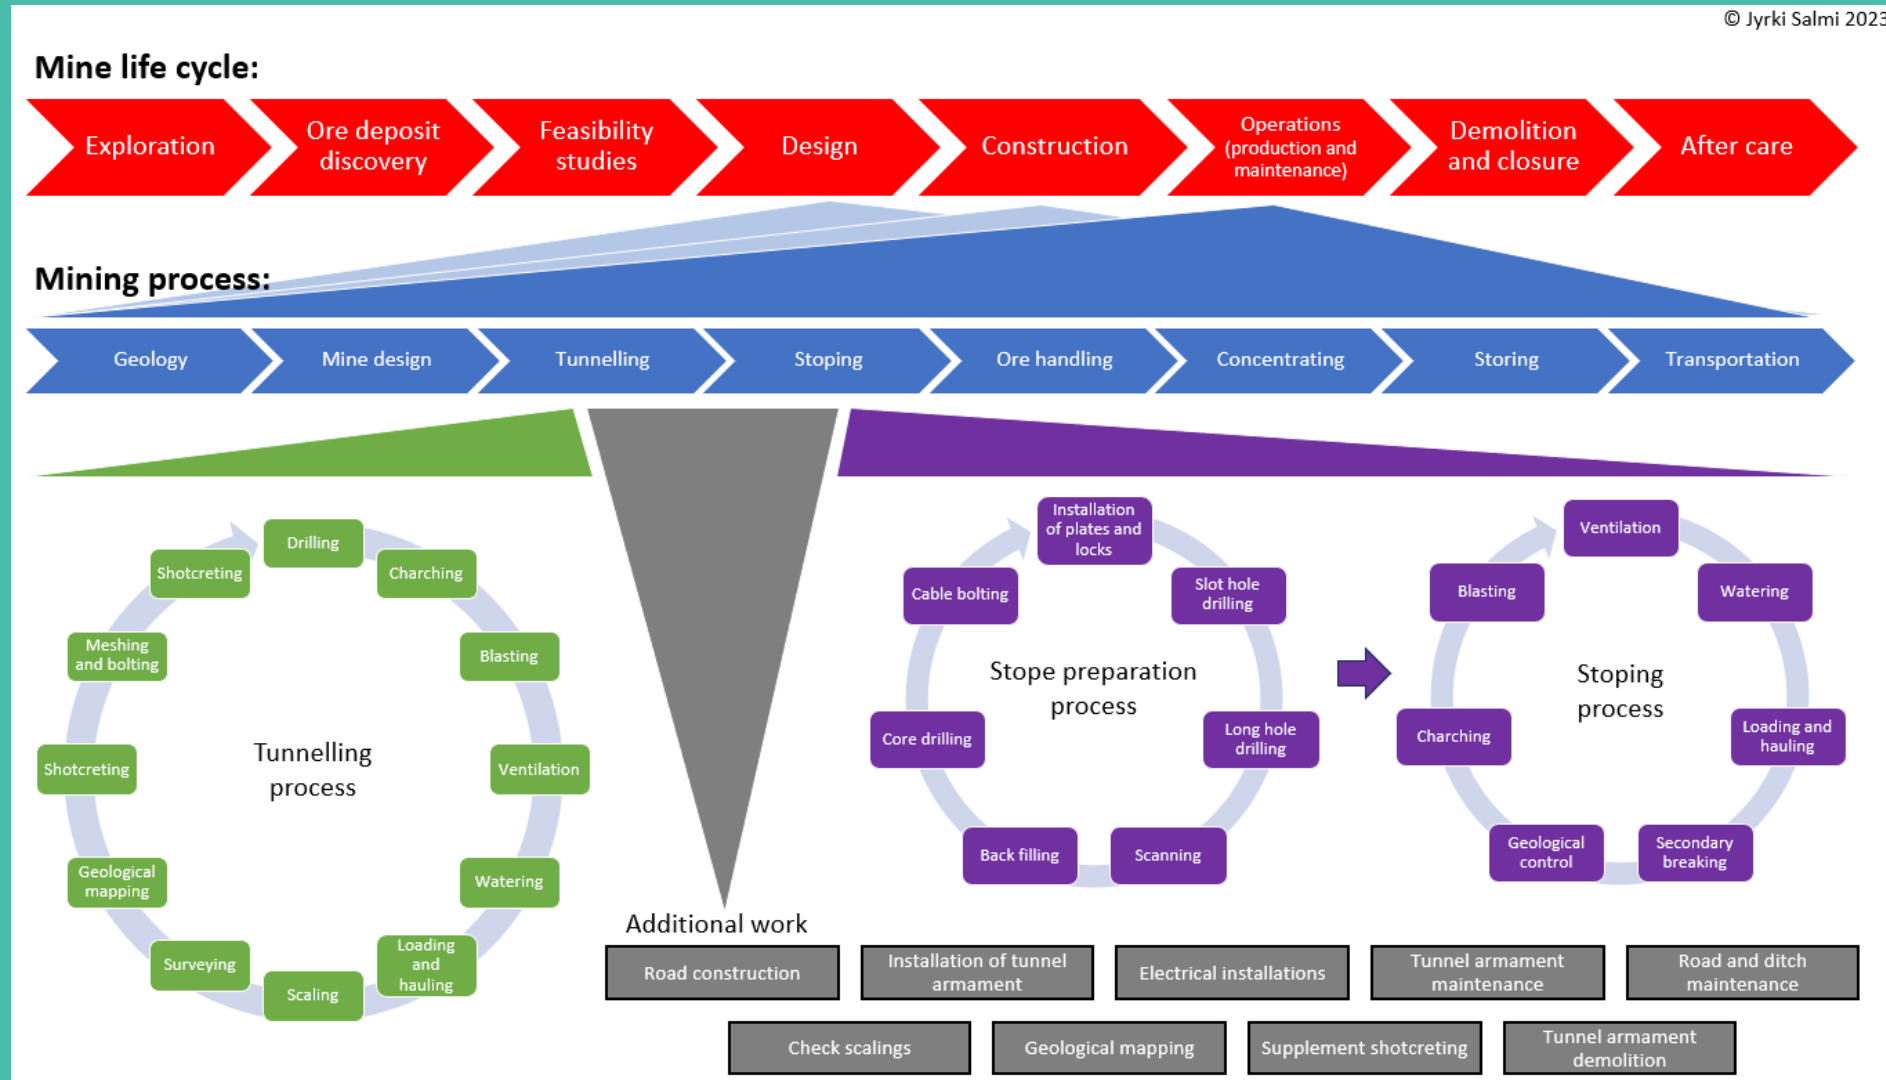 © Jyrki Salmi 2023
Mine life cycle:
Exploration
Ore deposit
discovery
Feasibility
studies
Design
Construction
Operations
(production and
maintenance)
Demolition
and closure
After care
Mining process:
Geology
Mine design
Tunnelling
Stoping
Ore handling
Concentrating
Storing
Transportation
Drilling
Charching
Blasting
Ventilation
Watering
Loading
and
hauling
Scaling
Surveying
Geological
mapping
Shotcreting
Meshing
and bolting
Shotcreting
Tunnelling
process
Installation
of plates and
locks
Slot hole
drilling
Long hole
drilling
Scanning
Back filling
Core drilling
Cable bolting
Stope preparation
process
Ventilation
Watering
Loading and
hauling
Secondary
breaking
Geological
control
Charching
Blasting
Stoping
process
Additional work
Road construction
Installation of tunnel
armament
Electrical installations
Tunnel armament
maintenance
Road and ditch
maintenance
Check scalings
Geological mapping
Supplement shotcreting
Tunnel armament
demolition